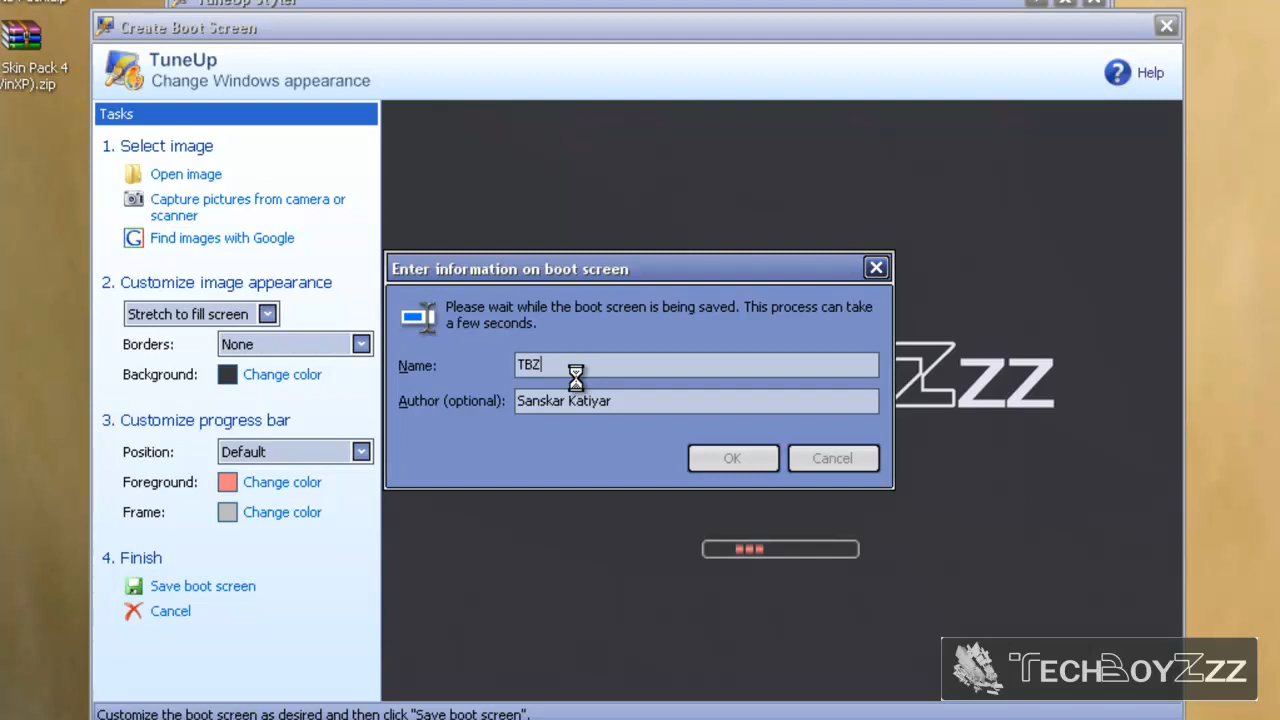 TuneUp Styler
Skin Pack 4
WinXP).zip
Create Boot Screen
TuneUp
Change Windows appearance
Help
Tasks
1. Select image
Open image
Capture pictures from camera or
scanner
Find images with Google
2. Customize image appearance
Stretch to fill screen
Borders: None
Background: Change color
3. Customize progress bar
Position: Default
Foreground: Change color
Frame: Change color
4. Finish
Save boot screen
Cancel
Enter information on boot screen
Please wait while the boot screen is being saved. This process can take
a few seconds.
Name: TBZ
Author (optional): Sanskar Katiyar
OK Cancel
Zzz
TECHBOYZZZ
Customize the boot screen as desired and then click "Save boot screen".